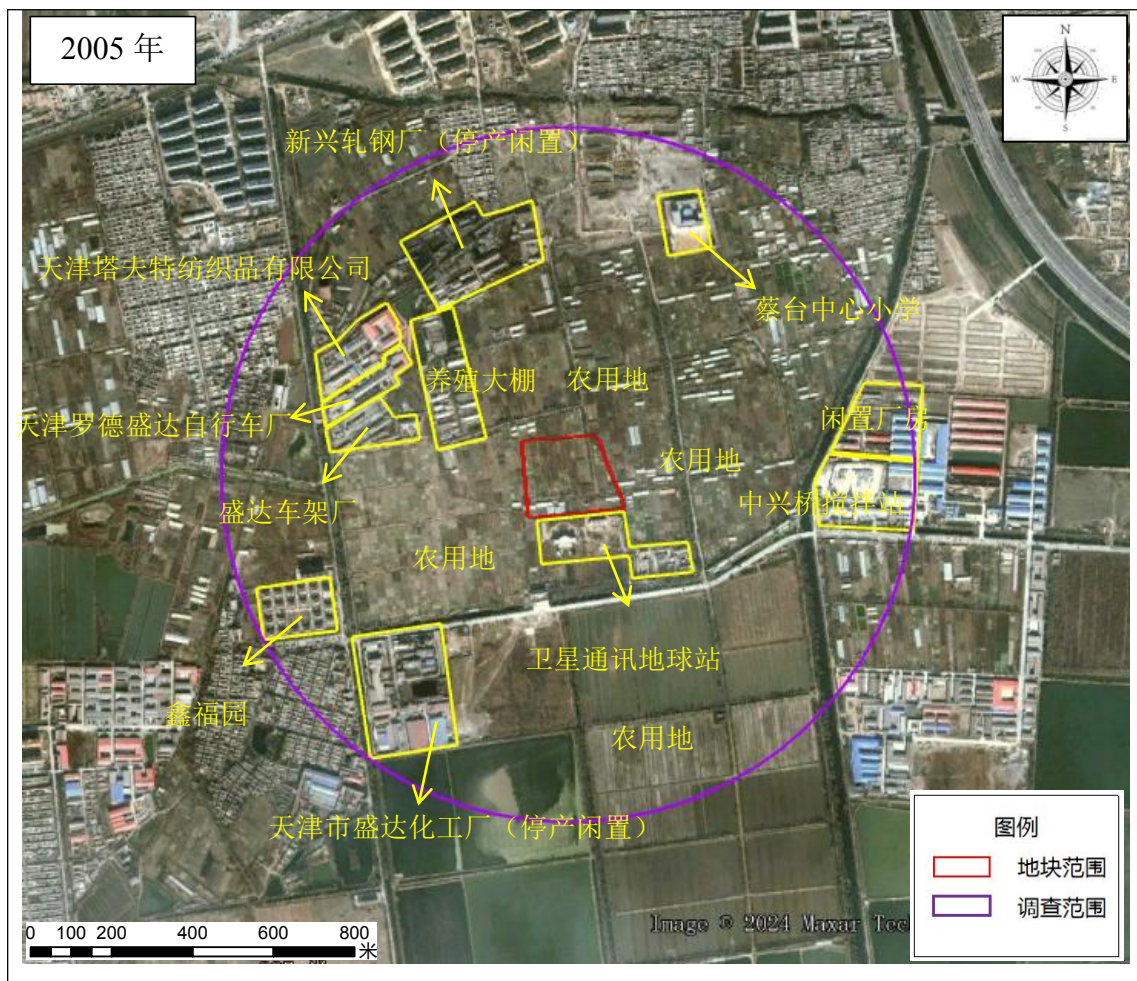 2005 年
N
W
E
S
新兴轧钢厂（停产闲置）
天津塔夫特纺织品有限公司
蔡台中心小学
养殖大棚
农用地
天津罗德盛达自行车厂
闲置厂房
农用地
中兴桥搅拌站
盛达车架厂
农用地
卫星通讯地球站
鑫福园
农用地
天津市盛达化工厂（停产闲置）
图例
地块范围
调查范围
Image © 2024 Maxar Tec
0 100 200 400 600 800
米